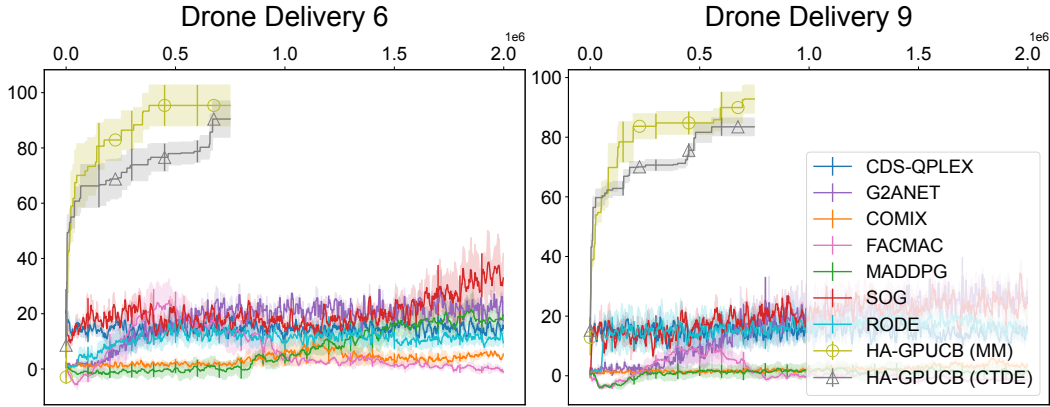 Drone Delivery 6
1e6
0.0 0.5 1.0 1.5 2.0
100
80
60
40
20
0
Drone Delivery 9
1e6
0.0 0.5 1.0 1.5 2.0
100
80
60
40
20
0
CDS-QPLEX
G2ANET
COMIX
FACMAC
MADDPG
SOG
RODE
HA-GPUCB (MM)
HA-GPUCB (CTDE)